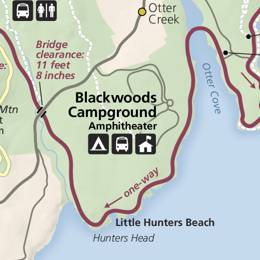 Otter
Creek
Bridge
clearance:
11 feet
8 inches
Mtn
Blackwoods
Campground
Amphitheater
Otter Cove
one-way
Little Hunters Beach
Hunters Head